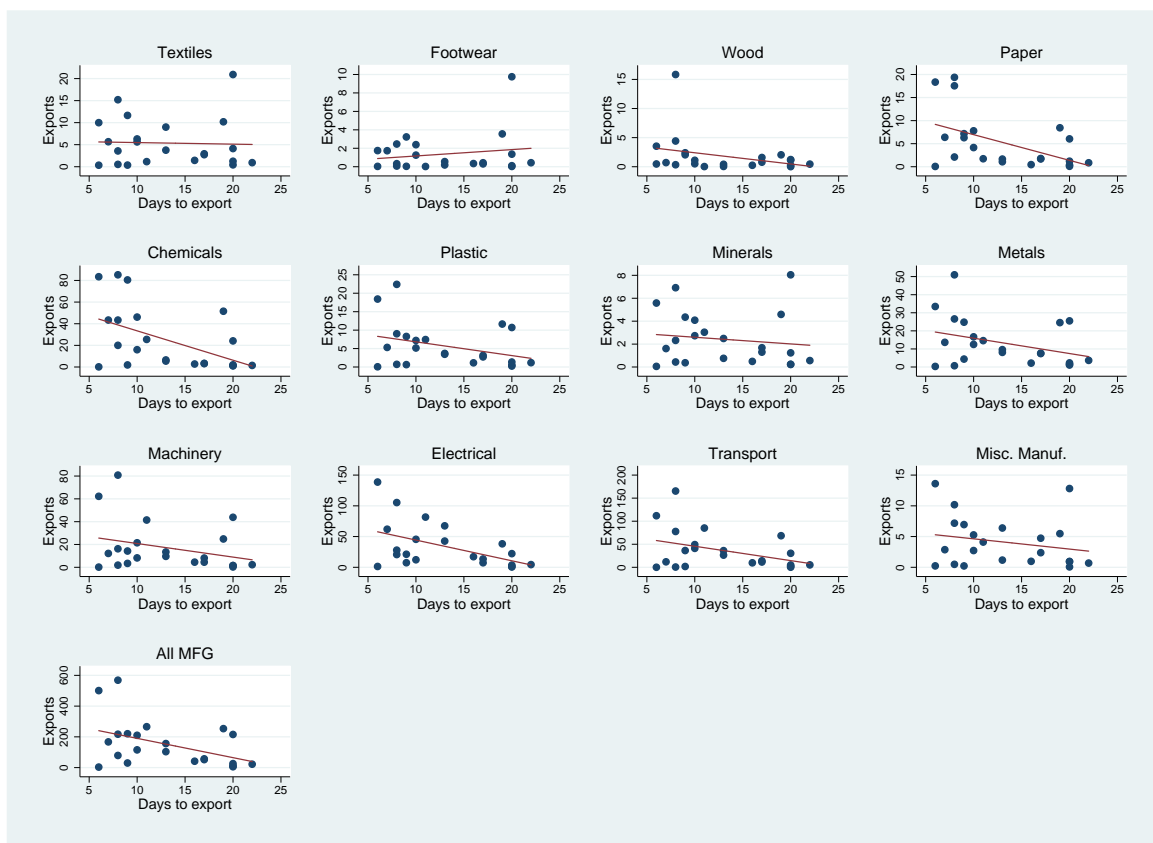 Textiles Footwear Wood Paper
Exports 0 5 10 15 20 Exports 0 2 4 6 8 10 Exports 0 5 10 15 Exports 0 5 10 15 20
5 10 15 20 25 5 10 15 20 25 5 10 15 20 25 5 10 15 20 25
Days to export Days to export Days to export Days to export
Chemicals Plastic Minerals Metals
Exports 0 20 40 60 80 Exports 0 5 10 15 20 25 Exports 0 2 4 6 8 Exports 0 10 20 30 40 50
5 10 15 20 25 5 10 15 20 25 5 10 15 20 25 5 10 15 20 25
Days to export Days to export Days to export Days to export
Machinery Electrical Transport Misc. Manuf.
Exports 0 20 40 60 80 Exports 0 50 100 150 Exports 0 50 100 150 200 Exports 0 5 10 15
5 10 15 20 25 5 10 15 20 25 5 10 15 20 25 5 10 15 20 25
Days to export Days to export Days to export Days to export
All MFG
Exports 0 200 400 600
5 10 15 20 25
Days to export